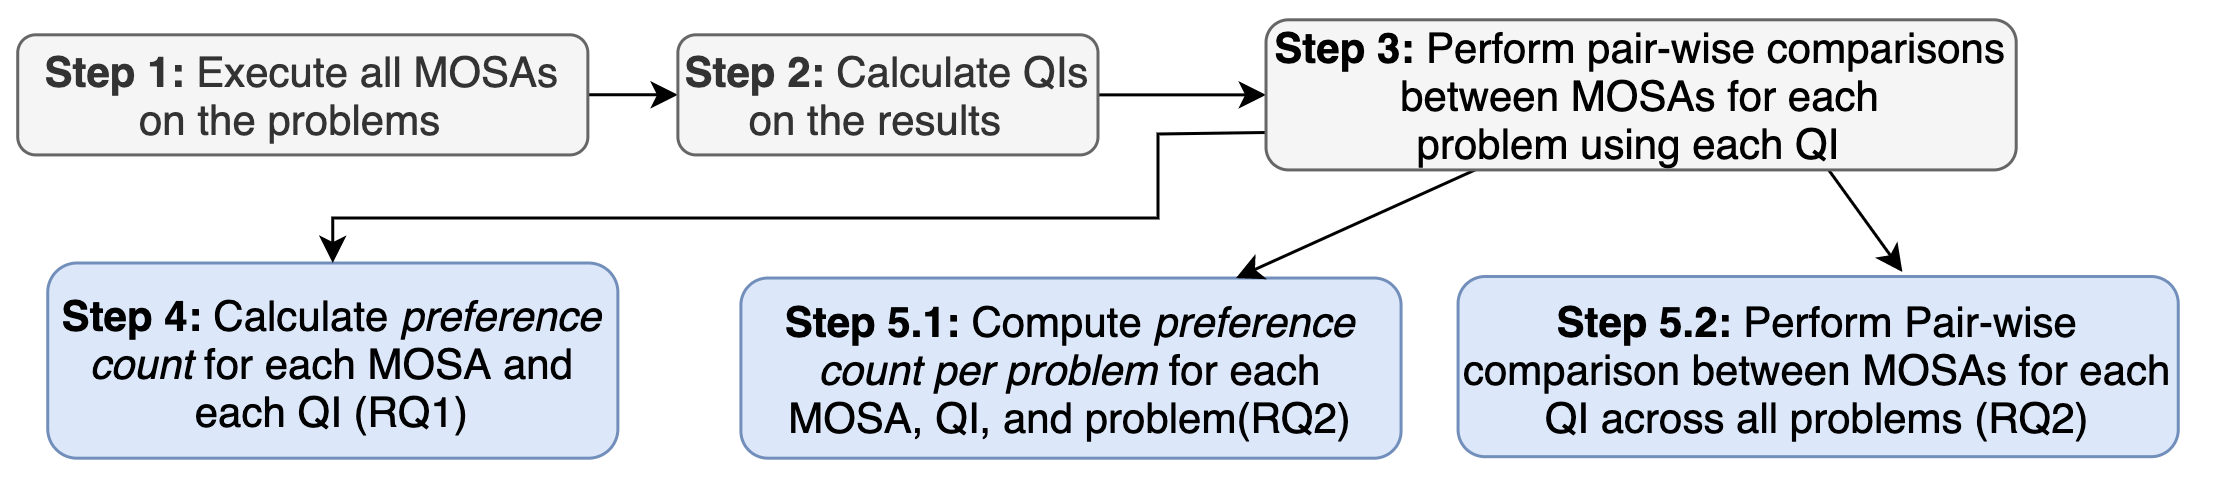 Step 1: Execute all MOSAs
on the problems
Step 2: Calculate QIs
on the results
Step 3: Perform pair-wise comparisons
between MOSAs for each
problem using each QI
Step 4: Calculate preference
count for each MOSA and
each QI (RQ1)
Step 5.1: Compute preference
count per problem for each
MOSA, QI, and problem(RQ2)
Step 5.2: Perform Pair-wise
comparison between MOSAs for each
QI across all problems (RQ2)